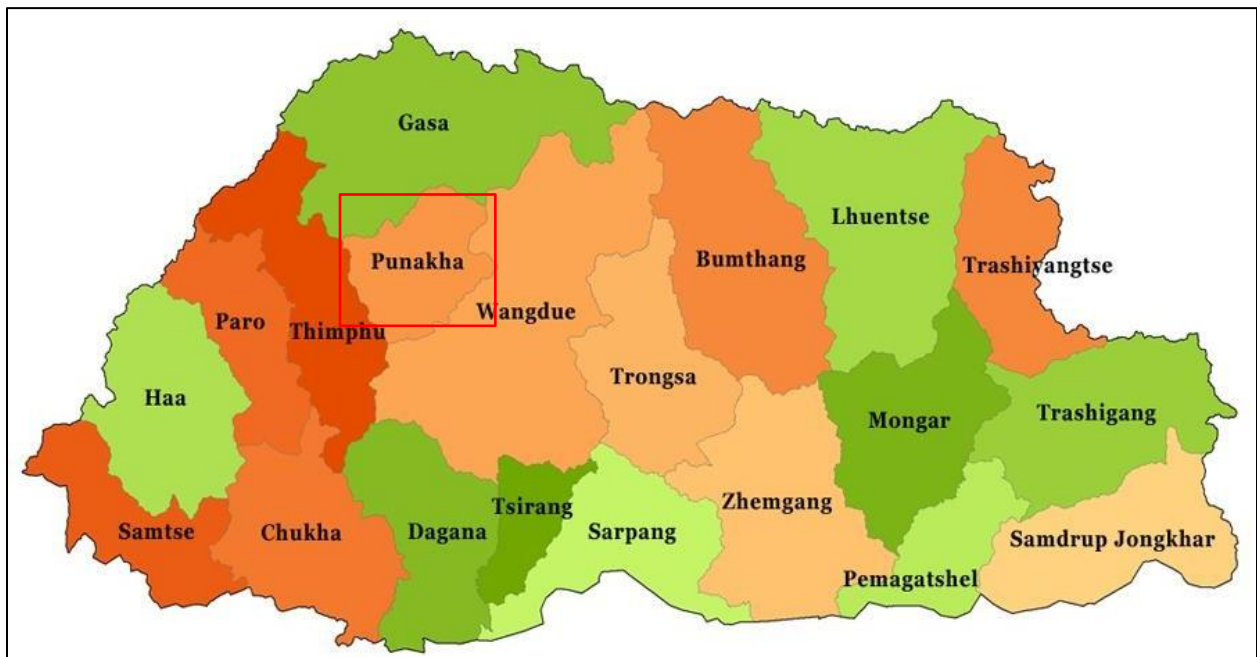 Gasa
Lhuentse
Punakha
Bumthang
Trashiyangtse
Wangdue
Paro
Thimphu
Trongsa
Haa
Mongar
Trashigang
Zhemgang
Tsirang
Samtse
Chukha
Dagana
Sarpang
Samdrup Jongkhar
Pemagatshel